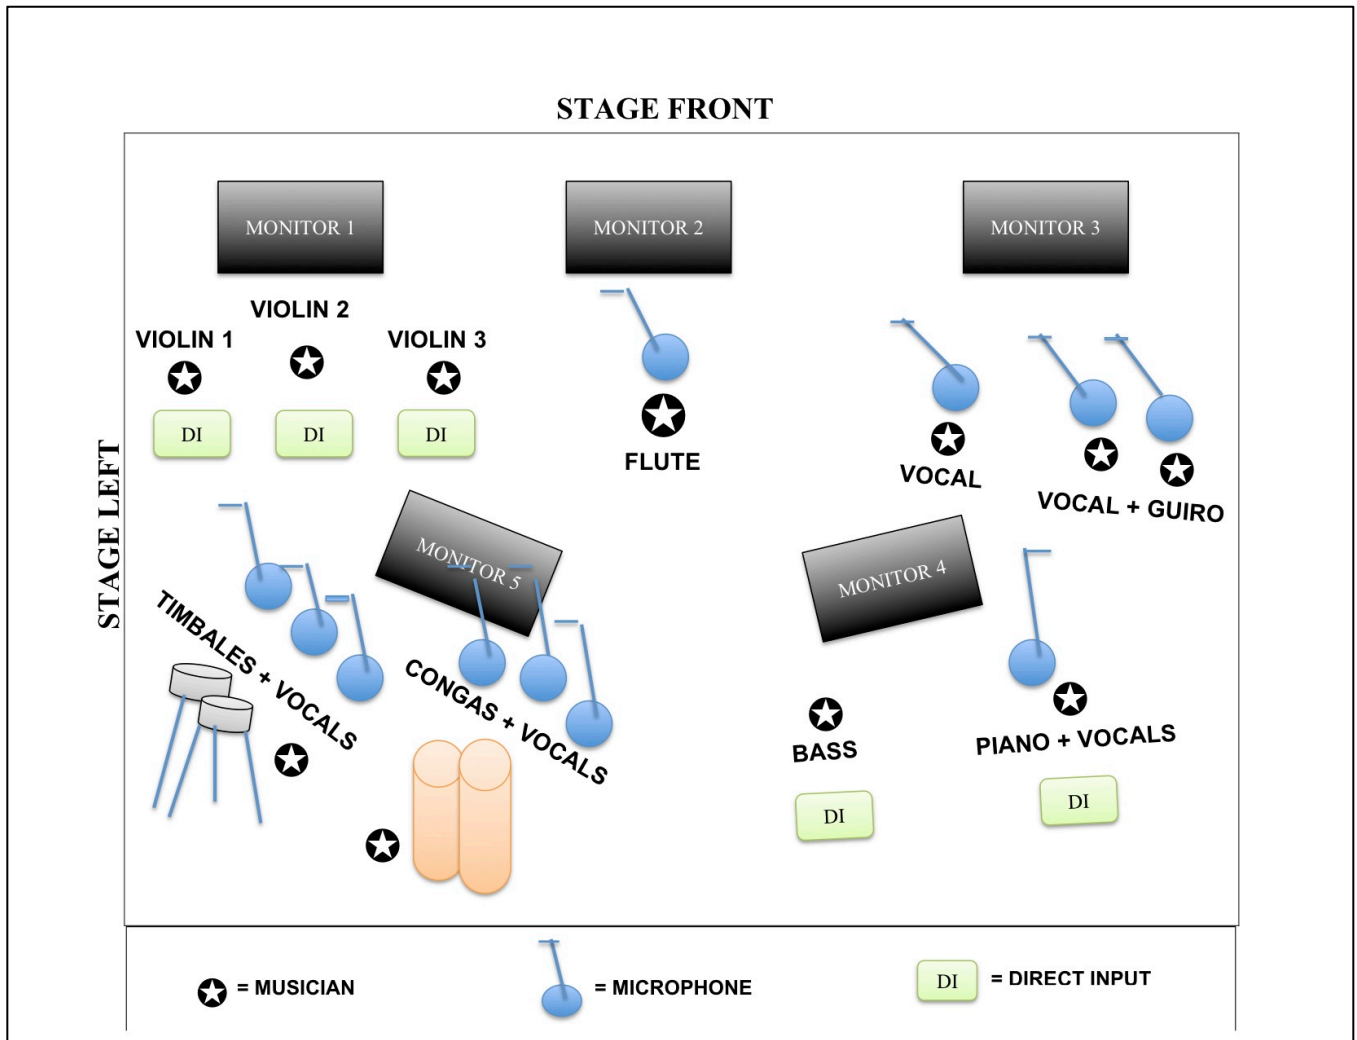 STAGE FRONT
MONITOR 1
MONITOR 2
MONITOR 3
VIOLIN 1
VIOLIN 2
VIOLIN 3
DI
DI
DI
FLUTE
VOCAL
VOCAL + GUIRO
STAGE LEFT
MONITOR 5
MONITOR 4
TIMBALES + VOCALS
CONGAS + VOCALS
BASS
PIANO + VOCALS
DI
DI
= MUSICIAN
= MICROPHONE
DI
= DIRECT INPUT